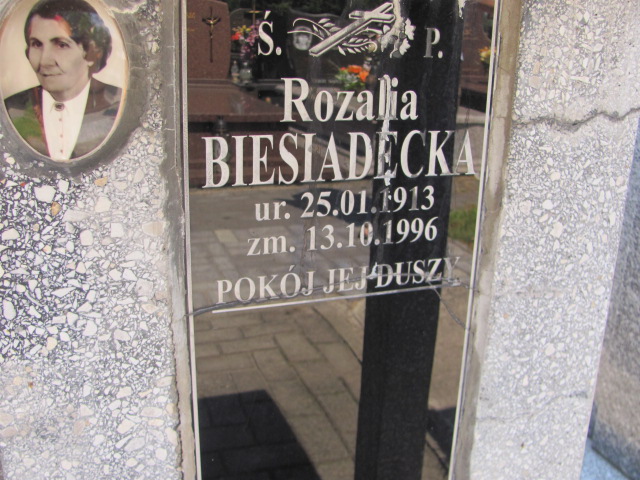 Ś. P.
Rozalia
BIESIADECKA
ur. 25.01.1913
zm. 13.10.1996
POKÓJ JEJ DUSZY